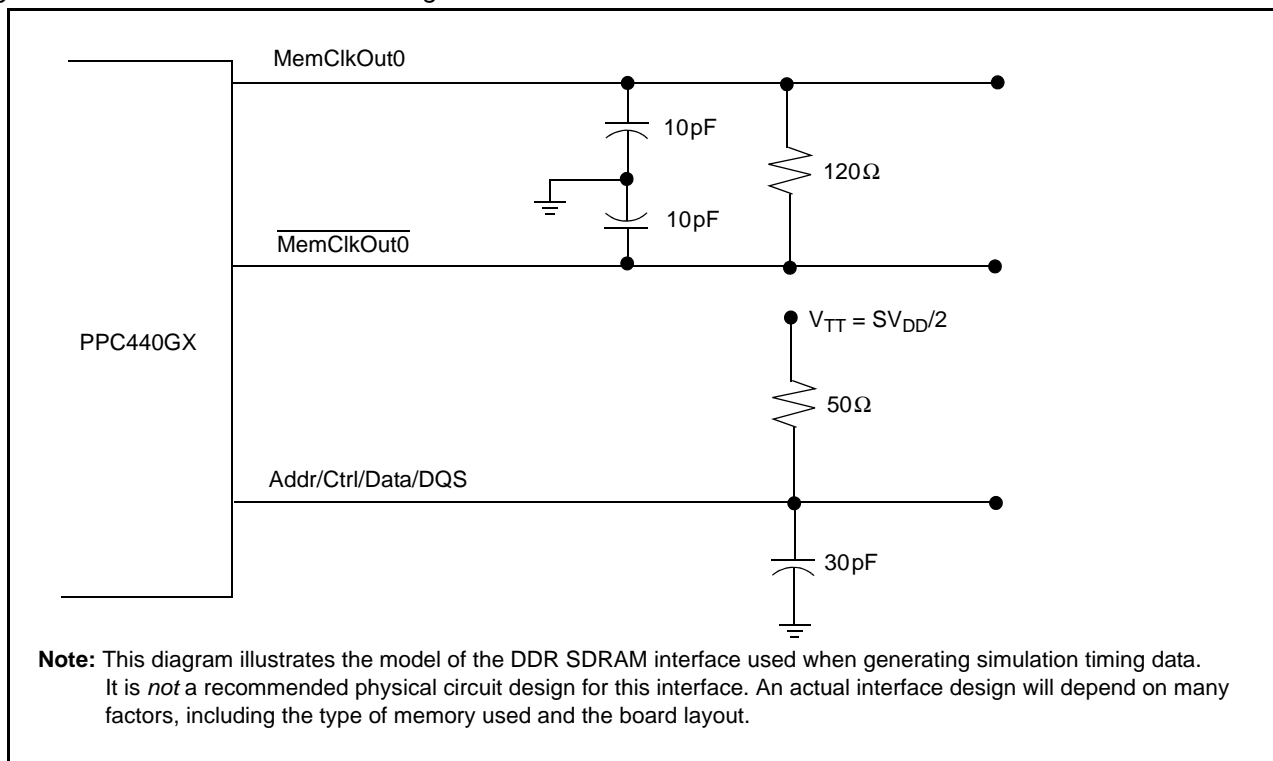 MemClkOut0
10pF
120Ω
10pF
MemClkOut0
V_TT = SV_DD/2
PPC440GX
50Ω
Addr/Ctrl/Data/DQS
30pF
Note: This diagram illustrates the model of the DDR SDRAM interface used when generating simulation timing data.
It is not a recommended physical circuit design for this interface. An actual interface design will depend on many
factors, including the type of memory used and the board layout.